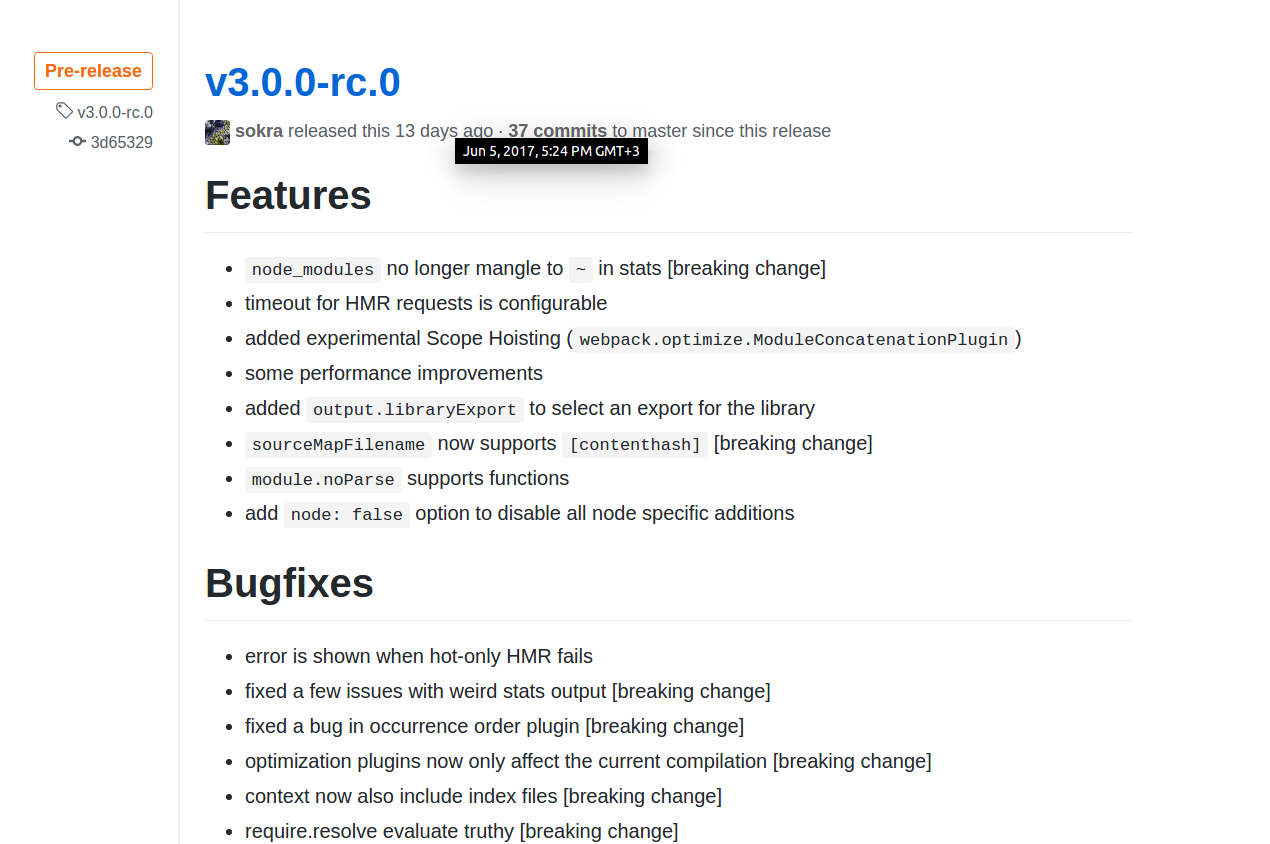 Pre-release
v3.0.0-rc.0
3d65329
v3.0.0-rc.0
sokra released this 13 days ago · 37 commits to master since this release
Jun 5, 2017, 5:24 PM GMT+3
Features
node_modules no longer mangle to ~ in stats [breaking change]
timeout for HMR requests is configurable
added experimental Scope Hoisting (webpack.optimize.ModuleConcatenationPlugin)
some performance improvements
added output.libraryExport to select an export for the library
sourceMapFilename now supports [contenthash] [breaking change]
module.noParse supports functions
add node: false option to disable all node specific additions
Bugfixes
error is shown when hot-only HMR fails
fixed a few issues with weird stats output [breaking change]
fixed a bug in occurrence order plugin [breaking change]
optimization plugins now only affect the current compilation [breaking change]
context now also include index files [breaking change]
require.resolve evaluate truthy [breaking change]